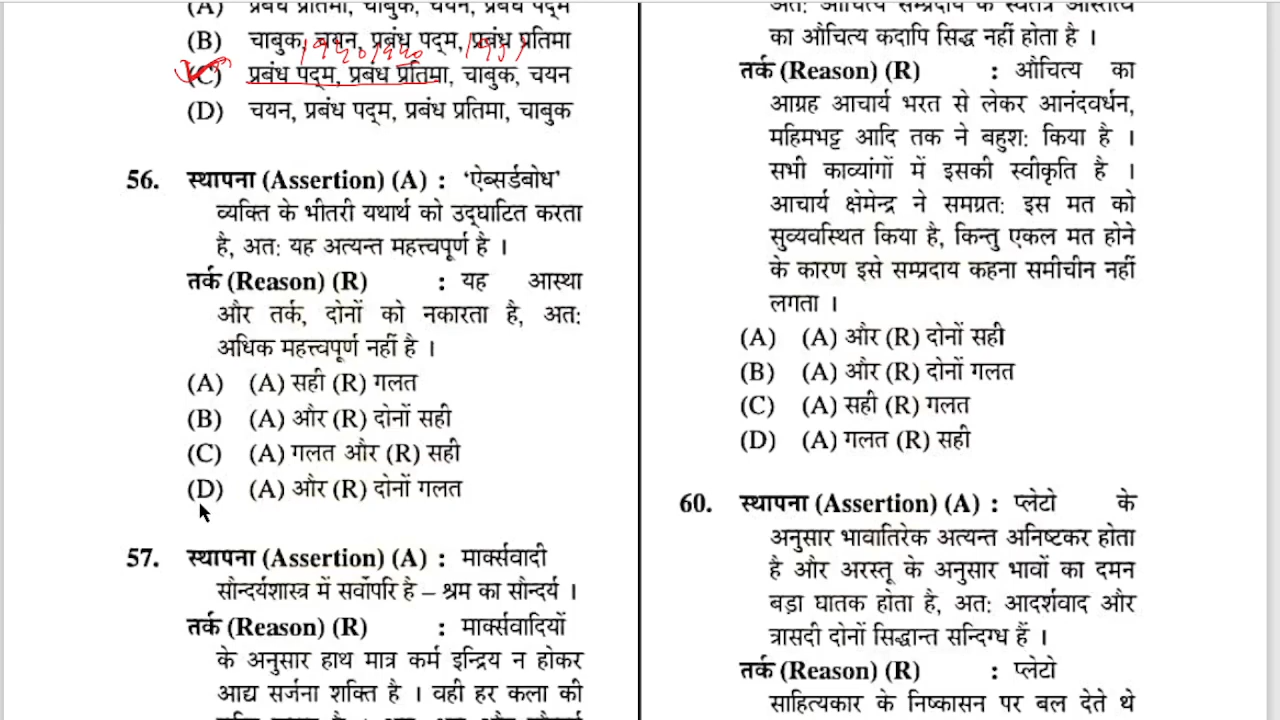 (A) प्रबंध प्रतिमा, चाबुक, चयन, प्रबंध पद्म
(B) चाबुक, चयन, प्रबंध पद्म, प्रबंध प्रतिमा
(C) प्रबंध पद्म, प्रबंध प्रतिमा, चाबुक, चयन
(D) चयन, प्रबंध पद्म, प्रबंध प्रतिमा, चाबुक
56. स्थापना (Assertion) (A) : ‘ऐब्सर्डबोध’
व्यक्ति के भीतरी यथार्थ को उद्घाटित करता
है, अत: यह अत्यन्त महत्त्वपूर्ण है ।
तर्क (Reason) (R) : यह आस्था
और तर्क, दोनों को नकारता है, अत:
अधिक महत्त्वपूर्ण नहीं है ।
(A) (A) सही (R) गलत
(B) (A) और (R) दोनों सही
(C) (A) गलत और (R) सही
(D) (A) और (R) दोनों गलत
57. स्थापना (Assertion) (A) : मार्क्सवादी
सौन्दर्यशास्त्र में सर्वोपरि है – श्रम का सौन्दर्य ।
तर्क (Reason) (R) : मार्क्सवादियों
के अनुसार हाथ मात्र कर्म इन्द्रिय न होकर
आद्य सर्जना शक्ति है । वही हर कला की
अत: औचित्य सम्प्रदाय के स्वतंत्र अस्तित्व
का औचित्य कदापि सिद्ध नहीं होता है ।
तर्क (Reason) (R) : औचित्य का
आग्रह आचार्य भरत से लेकर आनंदवर्धन,
महिमभट्ट आदि तक ने बहुश: किया है ।
सभी काव्यांगों में इसकी स्वीकृति है ।
आचार्य क्षेमेन्द्र ने समग्रत: इस मत को
सुव्यवस्थित किया है, किन्तु एकल मत होने
के कारण इसे सम्प्रदाय कहना समीचीन नहीं
लगता ।
(A) (A) और (R) दोनों सही
(B) (A) और (R) दोनों गलत
(C) (A) सही (R) गलत
(D) (A) गलत (R) सही
60. स्थापना (Assertion) (A) : प्लेटो के
अनुसार भावातिरेक अत्यन्त अनिष्टकर होता
है और अरस्तू के अनुसार भावों का दमन
बड़ा घातक होता है, अत: आदर्शवाद और
त्रासदी दोनों सिद्धान्त सन्दिग्ध हैं ।
तर्क (Reason) (R) : प्लेटो
साहित्यकार के निष्कासन पर बल देते थे